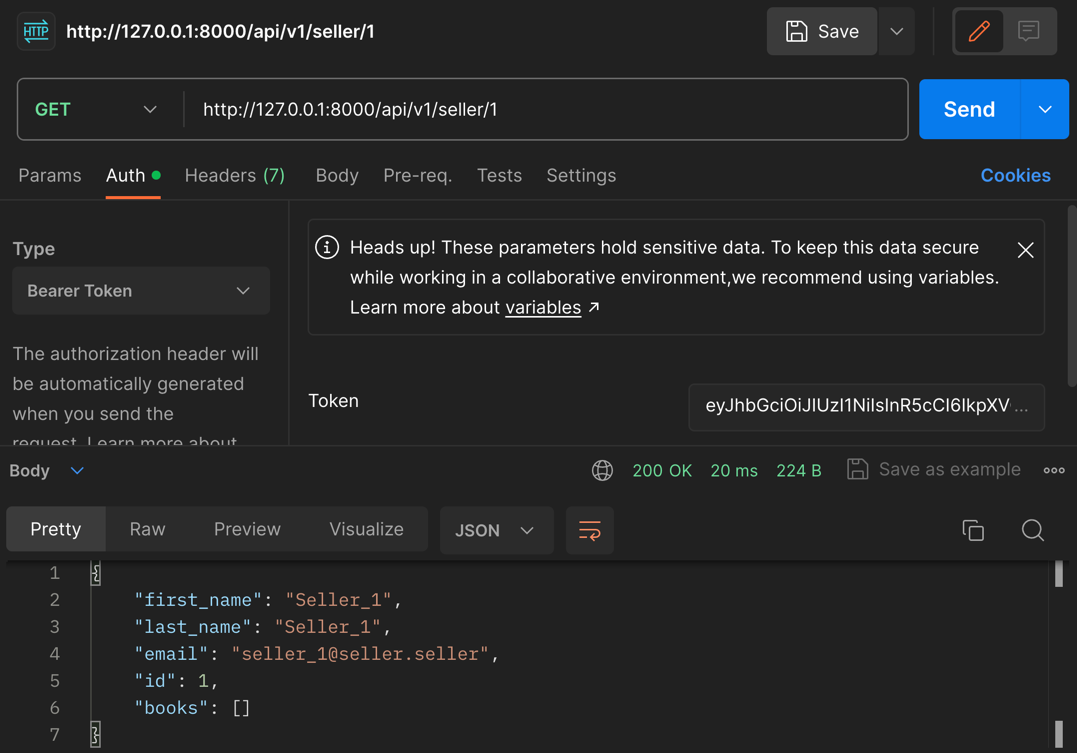 HTTP http://127.0.0.1:8000/api/v1/seller/1 Save
GET http://127.0.0.1:8000/api/v1/seller/1 Send
Params Auth Headers (7) Body Pre-req. Tests Settings Cookies
Type
Bearer Token
The authorization header will
be automatically generated
when you send the
request. Learn more about
Heads up! These parameters hold sensitive data. To keep this data secure
while working in a collaborative environment,we recommend using variables.
Learn more about variables ↗
Token eyJhbGciOiJIUzI1NiIsInR5cCI6IkpXV ...
Body 200 OK 20 ms 224 B Save as example
Pretty Raw Preview Visualize JSON
1 {
2 "first_name": "Seller_1",
3 "last_name": "Seller_1",
4 "email": "seller_1@seller.seller",
5 "id": 1,
6 "books": []
7 }